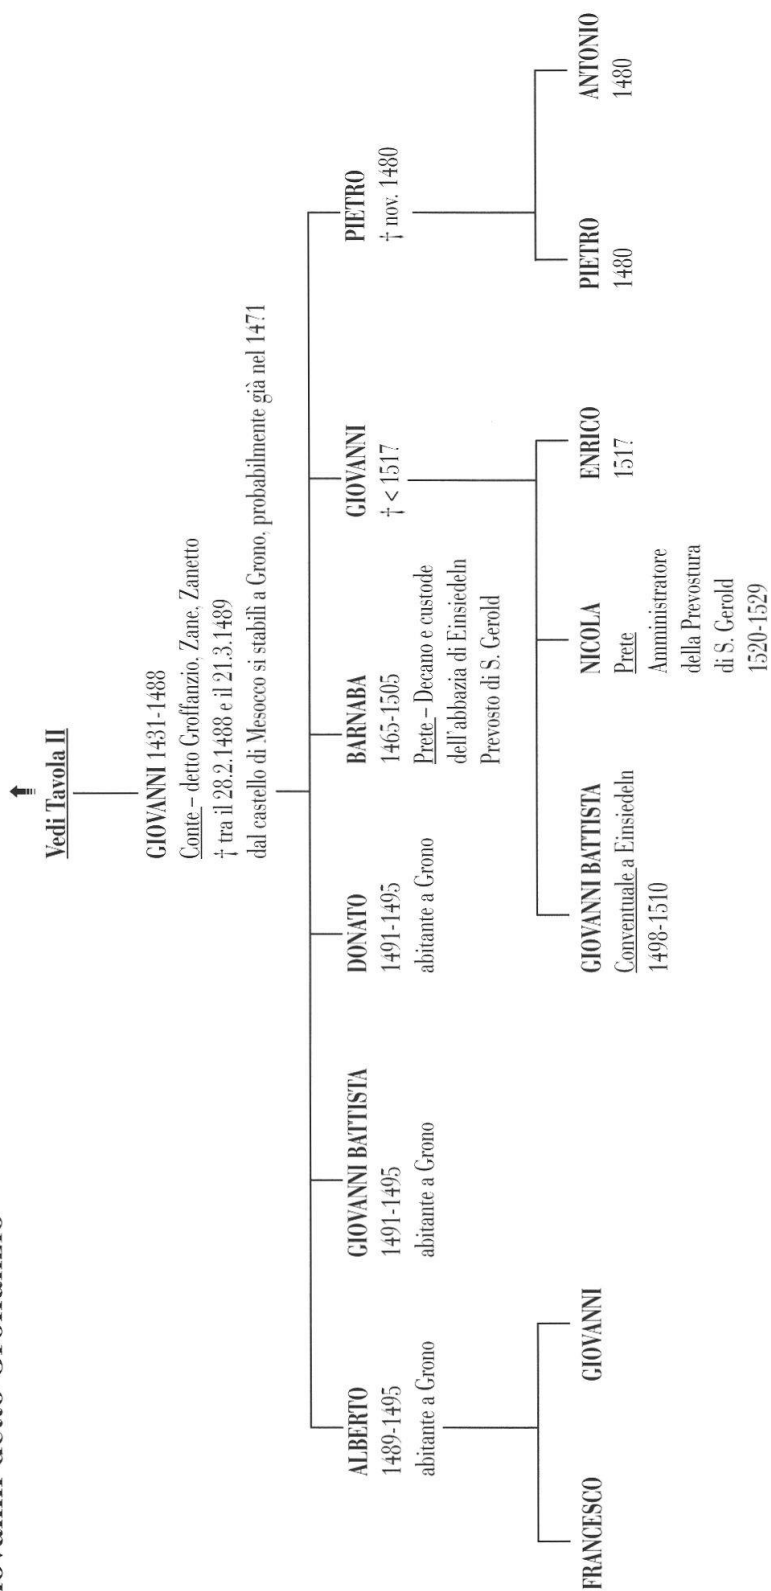 Vedi Tavola II
GIOVANNI 1431-1488
Conte – detto Groffanzio, Zane, Zanetto
† tra il 28.2.1488 e il 21.3.1489
dal castello di Mesocco si stabilì a Grono, probabilmente già nel 1471
ALBERTO
1489-1495
abitante a Grono
GIOVANNI BATTISTA
1491-1495
abitante a Grono
DONATO
1491-1495
abitante a Grono
BARNABA
1465-1505
Prete – Decano e custode
dell'abbazia di Einsiedeln
Prevosto di S. Gerold
GIOVANNI
† < 1517
PIETRO
† nov. 1480
FRANCESCO
GIOVANNI
GIOVANNI BATTISTA
Conventuale a Einsiedeln
1498-1510
NICOLA
Prete
Amministratore
della Prevostura
di S. Gerold
1520-1529
ENRICO
1517
PIETRO
1480
ANTONIO
1480